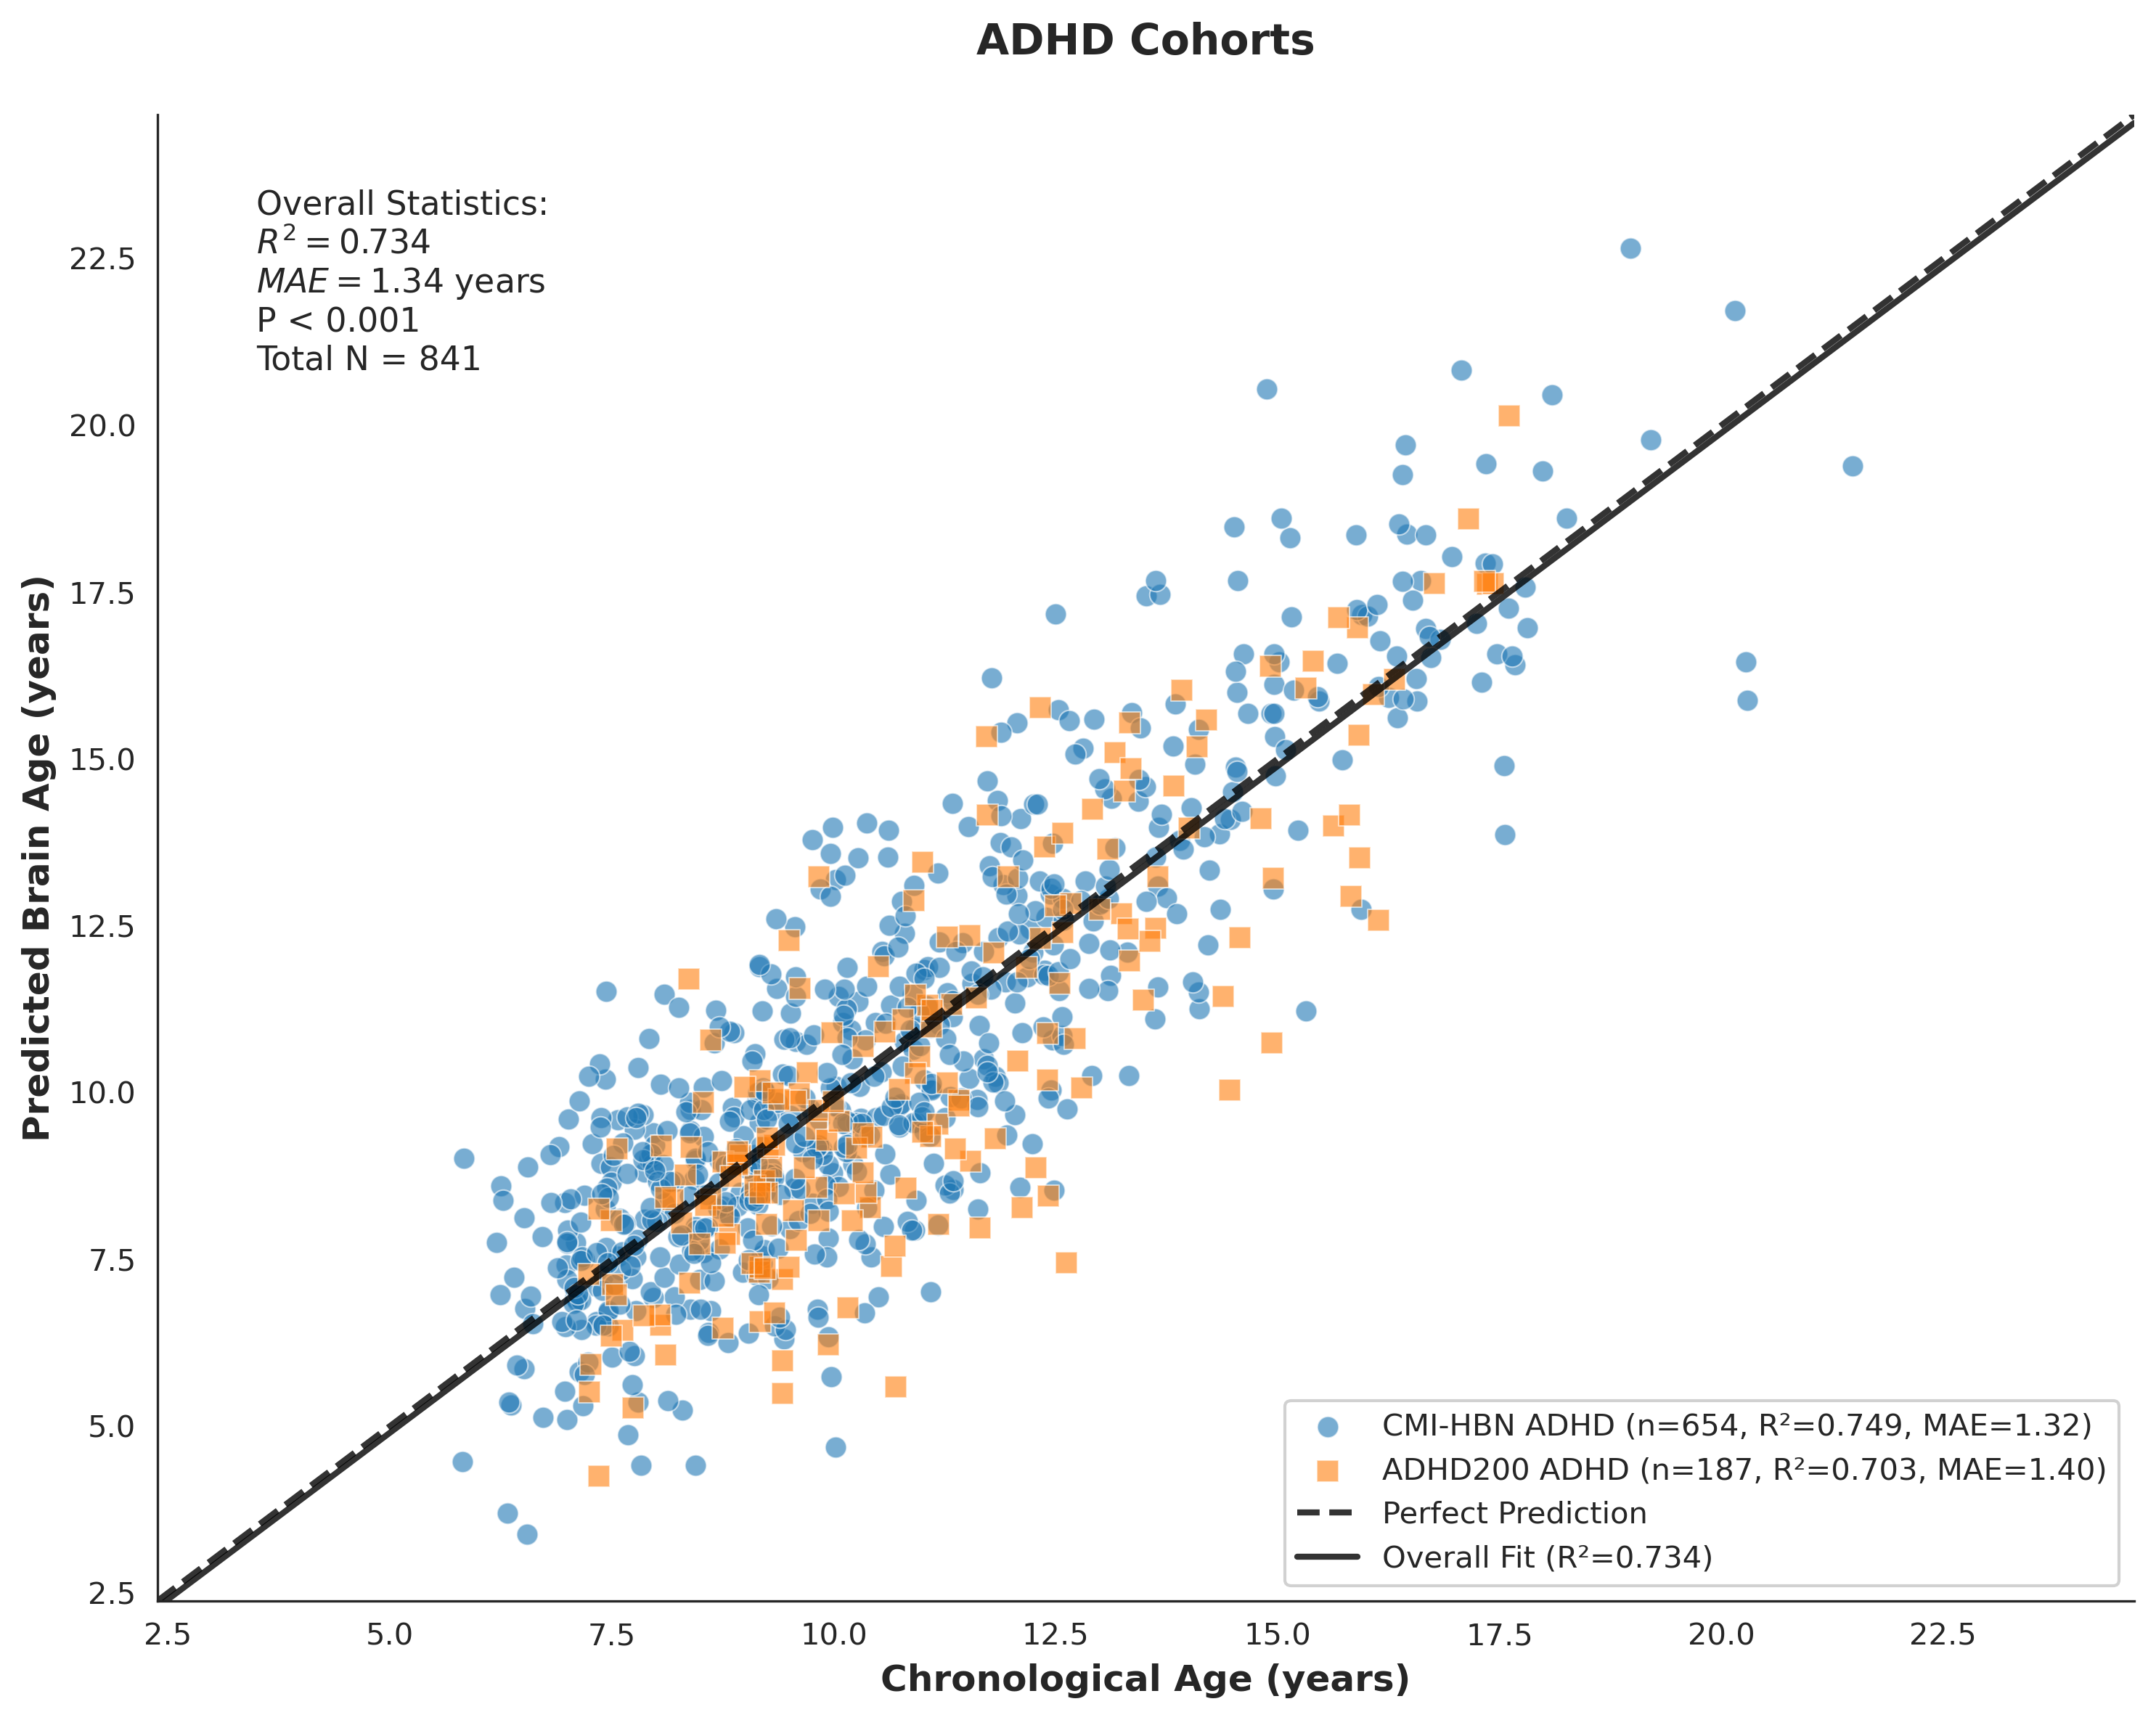 ADHD Cohorts
Overall Statistics:
R² = 0.734
MAE = 1.34 years
P < 0.001
Total N = 841
Predicted Brain Age (years)
22.5
20.0
17.5
15.0
12.5
10.0
7.5
5.0
2.5
CMI-HBN ADHD (n=654, R²=0.749, MAE=1.32)
ADHD200 ADHD (n=187, R²=0.703, MAE=1.40)
Perfect Prediction
Overall Fit (R²=0.734)
2.5 5.0 7.5 10.0 12.5 15.0 17.5 20.0 22.5
Chronological Age (years)